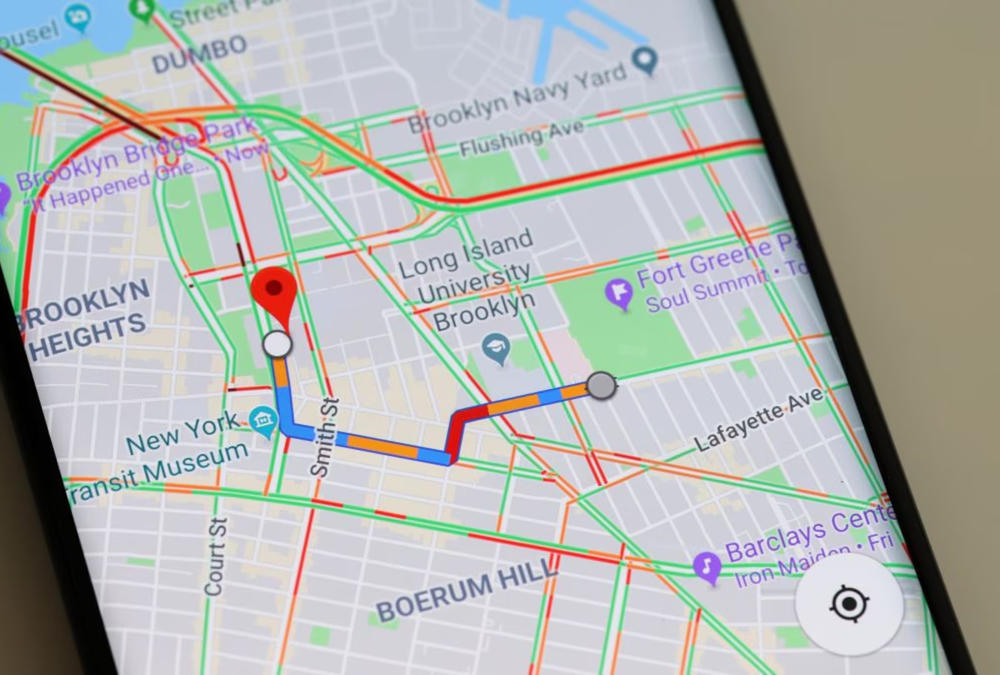 ousel
Street Pa
DUMBO
Brooklyn Navy Yard
Flushing Ave
Brooklyn Bridge Park
"It Happened One... • Now
Long Island
University
Brooklyn
Fort Greene Pa
Soul Summit • To
BROOKLYN
HEIGHTS
New York
Transit Museum
Smith St
Lafayette Ave
Court St
Barclays Cente
Iron Maiden • Fri
BOERUM HILL